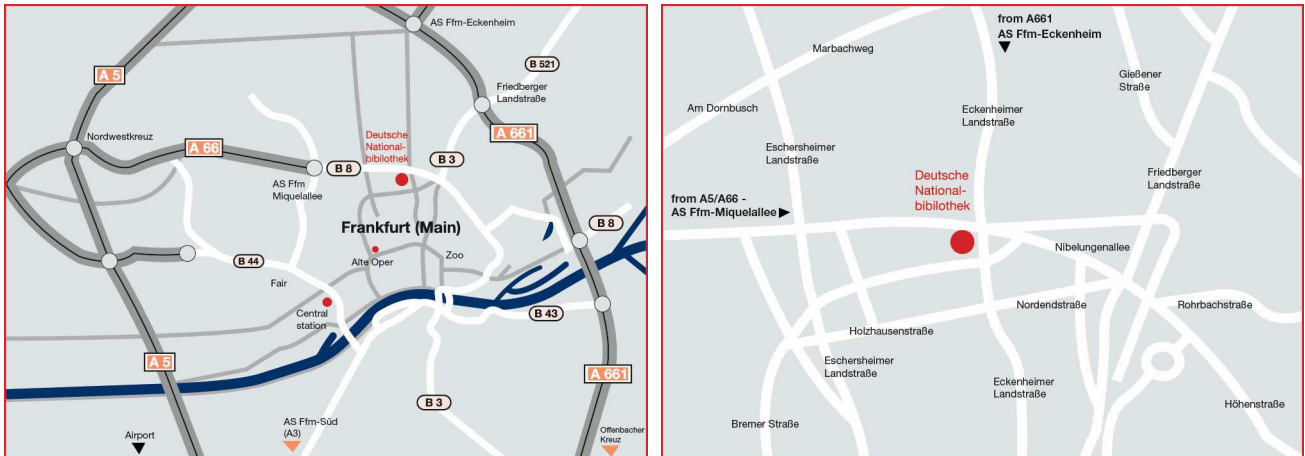 AS Ffm-Eckenheim
A 5
B 521
Friedberger
Landstraße
Nordwestkreuz
A 66
Deutsche
National-
bibilothek
A 661
B 3
B 8
AS Ffm
Miquelallee
Frankfurt (Main)
B 8
Alte Oper
Zoo
B 44
Fair
Central
station
B 43
A 5
A 661
B 3
AS Ffm-Süd
(A3)
Airport
Offenbacher
Kreuz
from A661
AS Ffm-Eckenheim
Marbachweg
Gießener
Straße
Am Dornbusch
Eckenheimer
Landstraße
Eschersheimer
Landstraße
Friedberger
Landstraße
Deutsche
National-
bibilothek
from A5/A66 -
AS Ffm-Miquelallee
Nibelungenallee
Nordendstraße
Rohrbachstraße
Holzhausenstraße
Eschersheimer
Landstraße
Eckenheimer
Landstraße
Höhenstraße
Bremer Straße